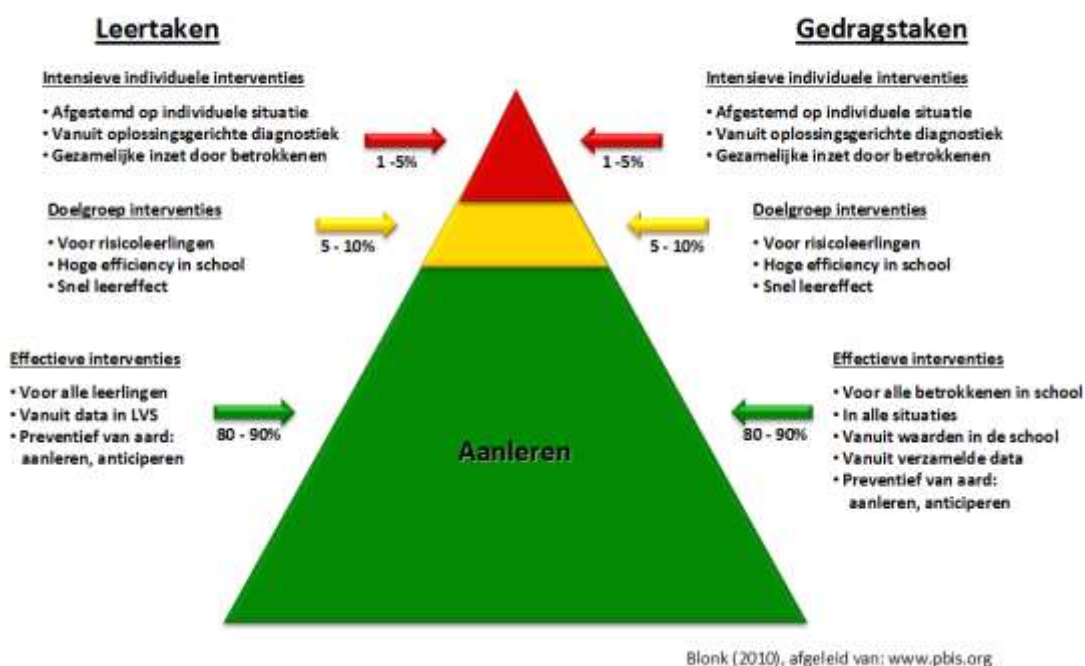 Leertaken
Intensieve individuele interventies
• Afgestemd op individuele situatie
• Vanuit oplossingsgerichte diagnostiek
• Gezamelijke inzet door betrokkenen
1 -5%
Doelgroep interventies
• Voor risicoleerlingen
• Hoge efficiency in school
• Snel leereffect
5 - 10%
Effectieve interventies
• Voor alle leerlingen
• Vanuit data in LVS
• Preventief van aard:
aanleren, anticiperen
80 - 90%
Aanleren
Gedragstaken
Intensieve individuele interventies
• Afgestemd op individuele situatie
• Vanuit oplossingsgerichte diagnostiek
• Gezamelijke inzet door betrokkenen
1 -5%
Doelgroep interventies
• Voor risicoleerlingen
• Hoge efficiency in school
• Snel leereffect
5 - 10%
Effectieve interventies
• Voor alle betrokkenen in school
• In alle situaties
• Vanuit waarden in de school
• Vanuit verzamelde data
• Preventief van aard:
aanleren, anticiperen
80 - 90%
Blonk (2010), afgeleid van: www.pbis.org